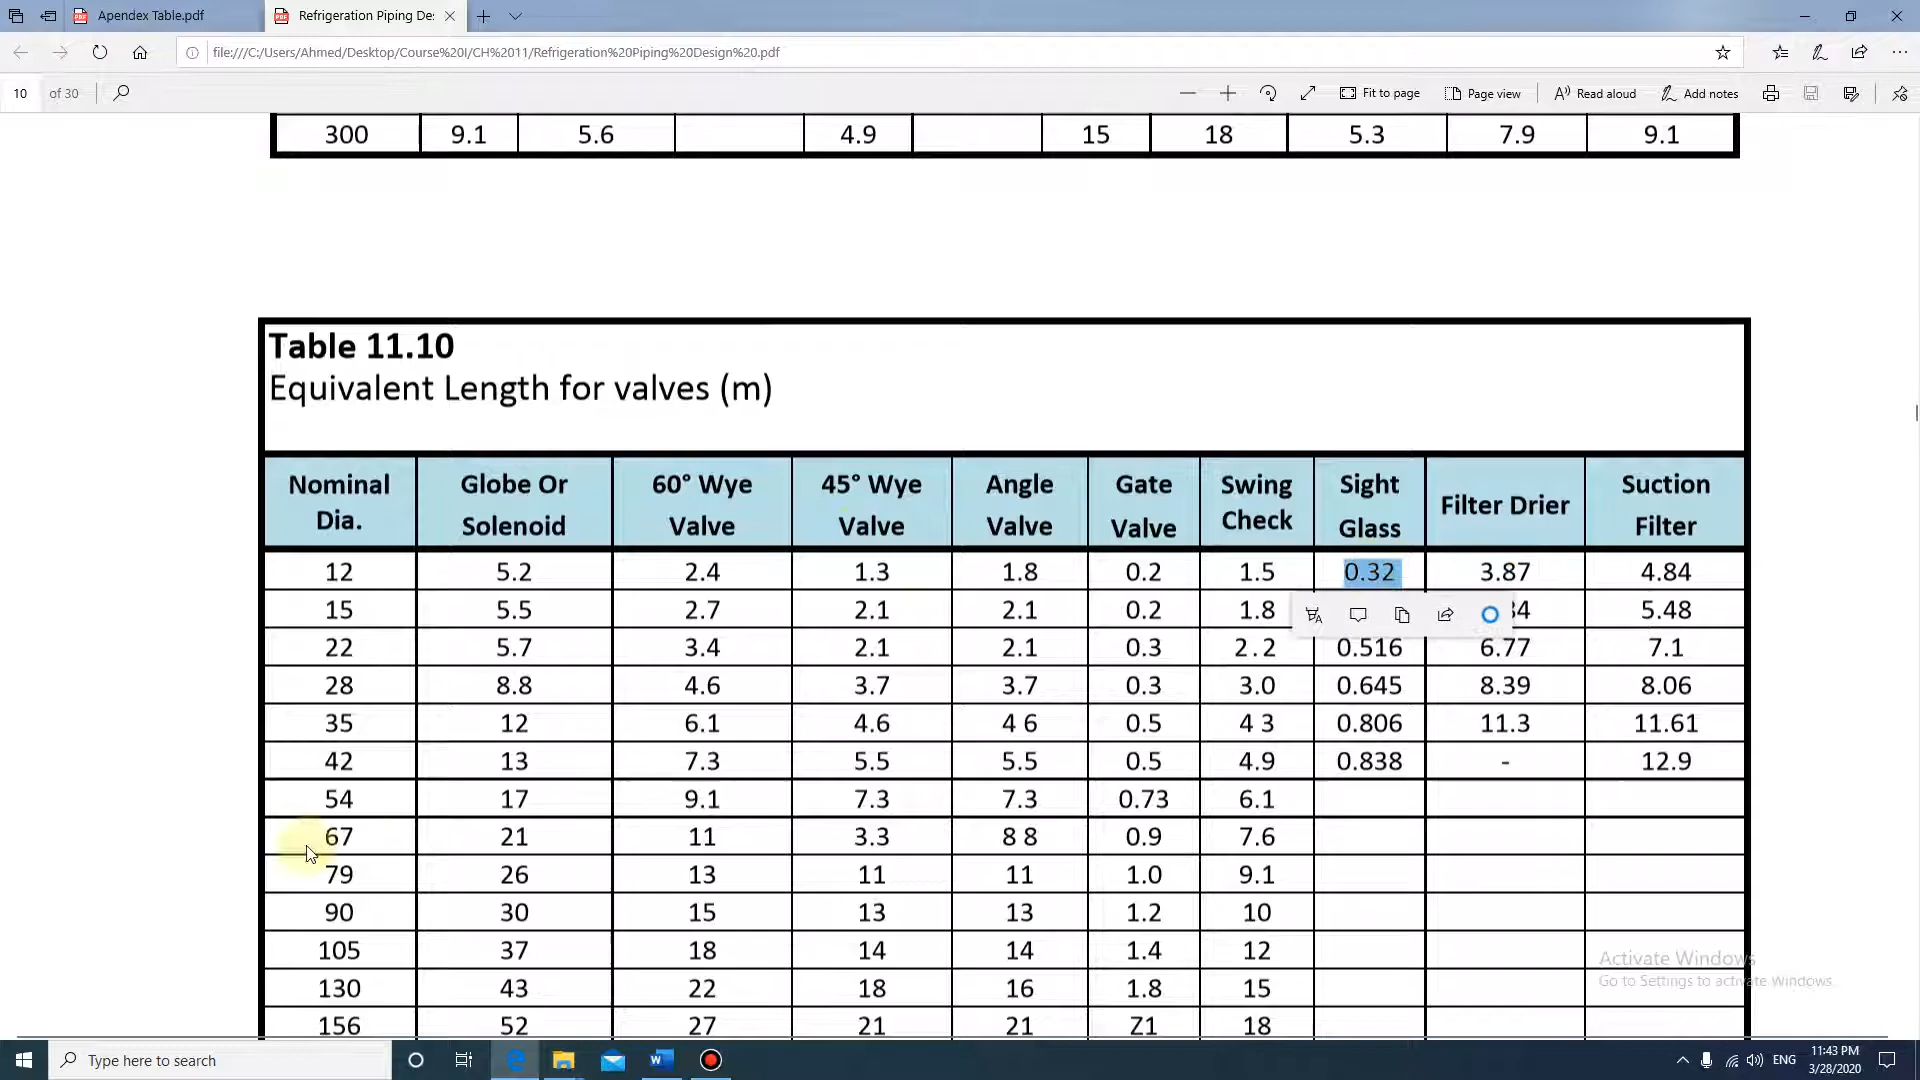 Apendex Table.pdf
Refrigeration Piping De:
file:///C:/Users/Ahmed/Desktop/Course%20I/CH%2011/Refrigeration%20Piping%20Design%20.pdf
10 of 30
Fit to page
Page view
Read aloud
Add notes
300 9.1 5.6 4.9 15 18 5.3 7.9 9.1
Table 11.10
Equivalent Length for valves (m)
Nominal Dia. Globe Or Solenoid 60° Wye Valve 45° Wye Valve Angle Valve Gate Valve Swing Check Sight Glass Filter Drier Suction Filter
12 5.2 2.4 1.3 1.8 0.2 1.5 0.32 3.87 4.84
15 5.5 2.7 2.1 2.1 0.2 1.8 5.48
22 5.7 3.4 2.1 2.1 0.3 2.2 0.516 6.77 7.1
28 8.8 4.6 3.7 3.7 0.3 3.0 0.645 8.39 8.06
35 12 6.1 4.6 4 6 0.5 4 3 0.806 11.3 11.61
42 13 7.3 5.5 5.5 0.5 4.9 0.838 - 12.9
54 17 9.1 7.3 7.3 0.73 6.1
67 21 11 3.3 8 8 0.9 7.6
79 26 13 11 11 1.0 9.1
90 30 15 13 13 1.2 10
105 37 18 14 14 1.4 12
130 43 22 18 16 1.8 15
156 52 27 21 21 Z1 18
Activate Windows
Go to Settings to activate Windows.
Type here to search
ENG
11:43 PM
3/28/2020